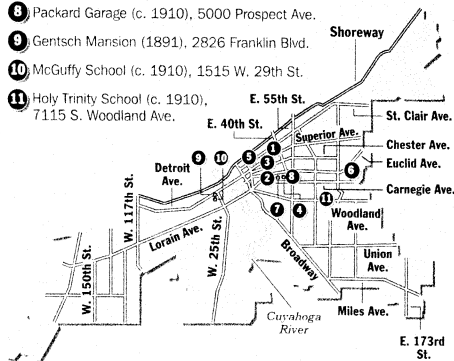 8 Packard Garage (c. 1910), 5000 Prospect Ave.
9 Gentsch Mansion (1891), 2826 Franklin Blvd.
10 McGuffy School (c. 1910), 1515 W. 29th St.
11 Holy Trinity School (c. 1910),
7115 S. Woodland Ave.
Shoreway
E. 55th St.
E. 40th St.
St. Clair Ave.
Superior Ave.
Chester Ave.
Euclid Ave.
Carnegie Ave.
Detroit
Ave.
9 10 5 1 3 2 8 6 7 4 11
Woodland
Ave.
W. 117th St.
Lorain Ave.
W. 150th St.
W. 25th St.
Broadway
Union
Ave.
Miles Ave.
Cuyahoga
River
E. 173rd
St.